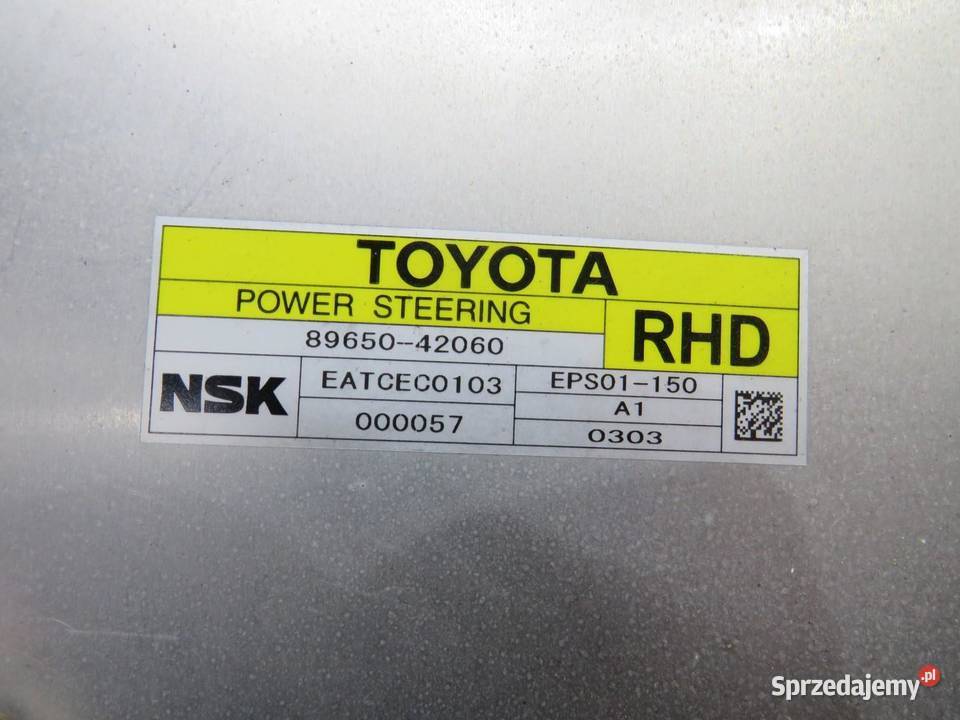 TOYOTA
POWER STEERING
RHD
89650-42060
NSK
EATCEC0103
EPS01-150
A1
000057
0303
Sprzedajemy.pl